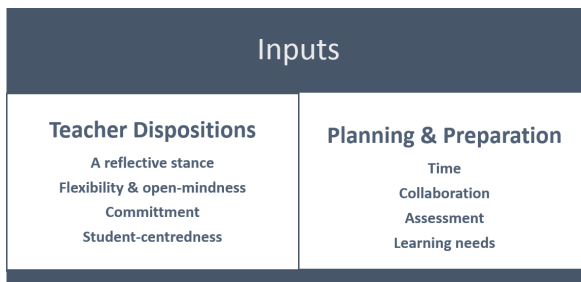 Inputs
Teacher Dispositions
A reflective stance
Flexibility & open-mindness
Committment
Student-centredness
Planning & Preparation
Time
Collaboration
Assessment
Learning needs